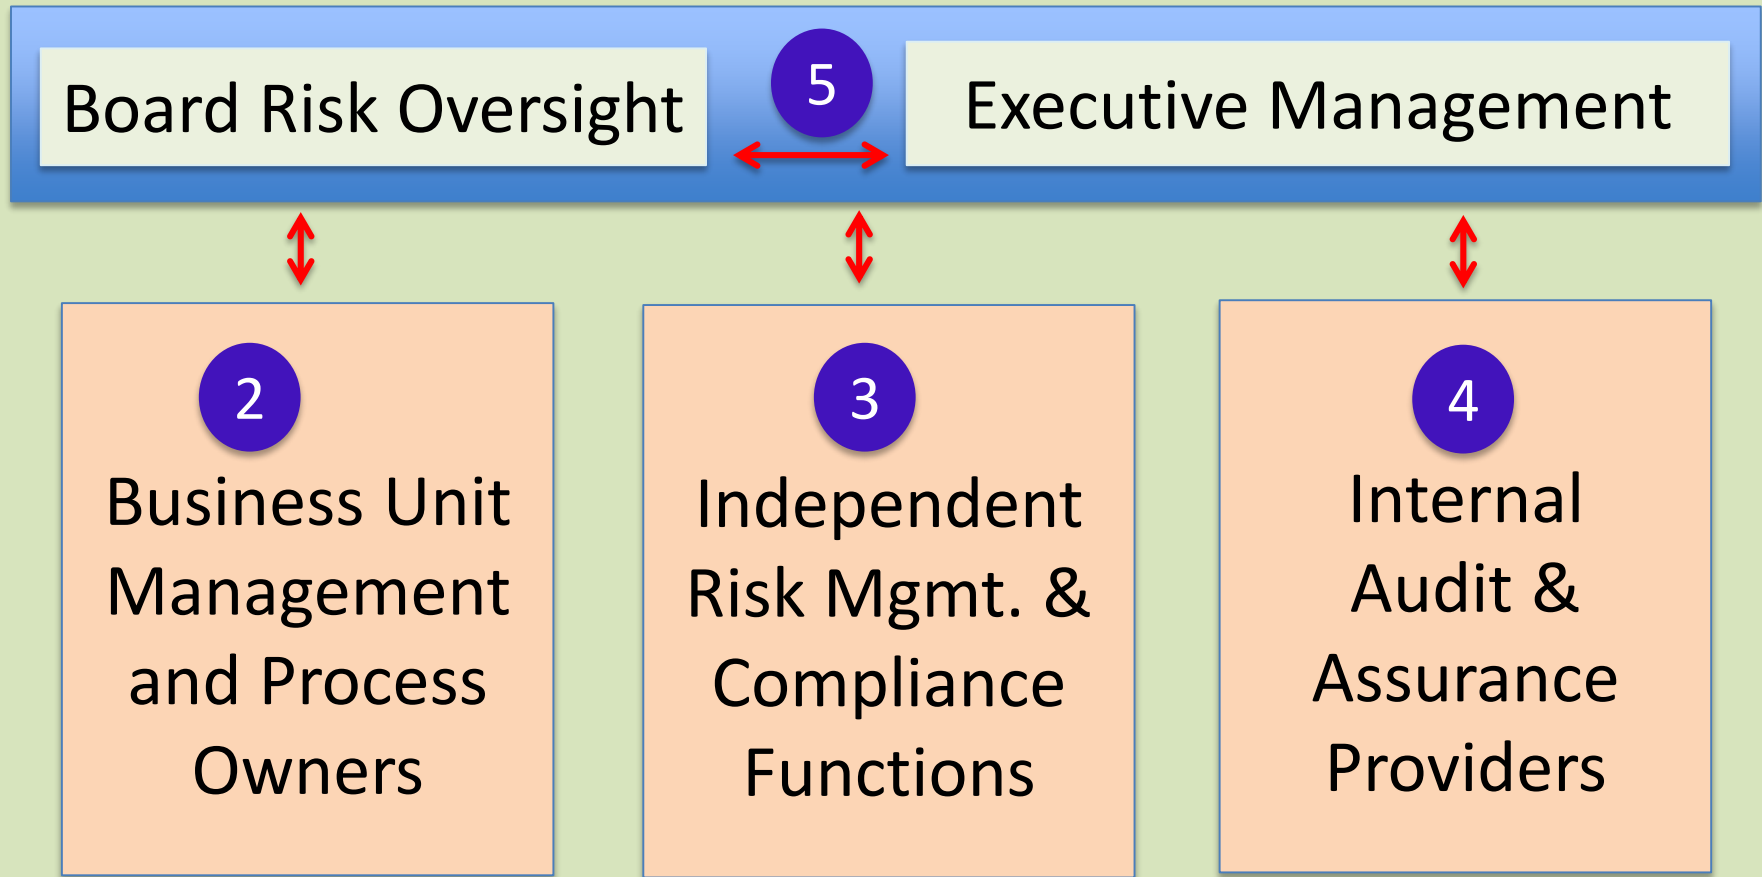 Board Risk Oversight
5
Executive Management
2
Business Unit
Management
and Process
Owners
3
Independent
Risk Mgmt. &
Compliance
Functions
4
Internal
Audit &
Assurance
Providers